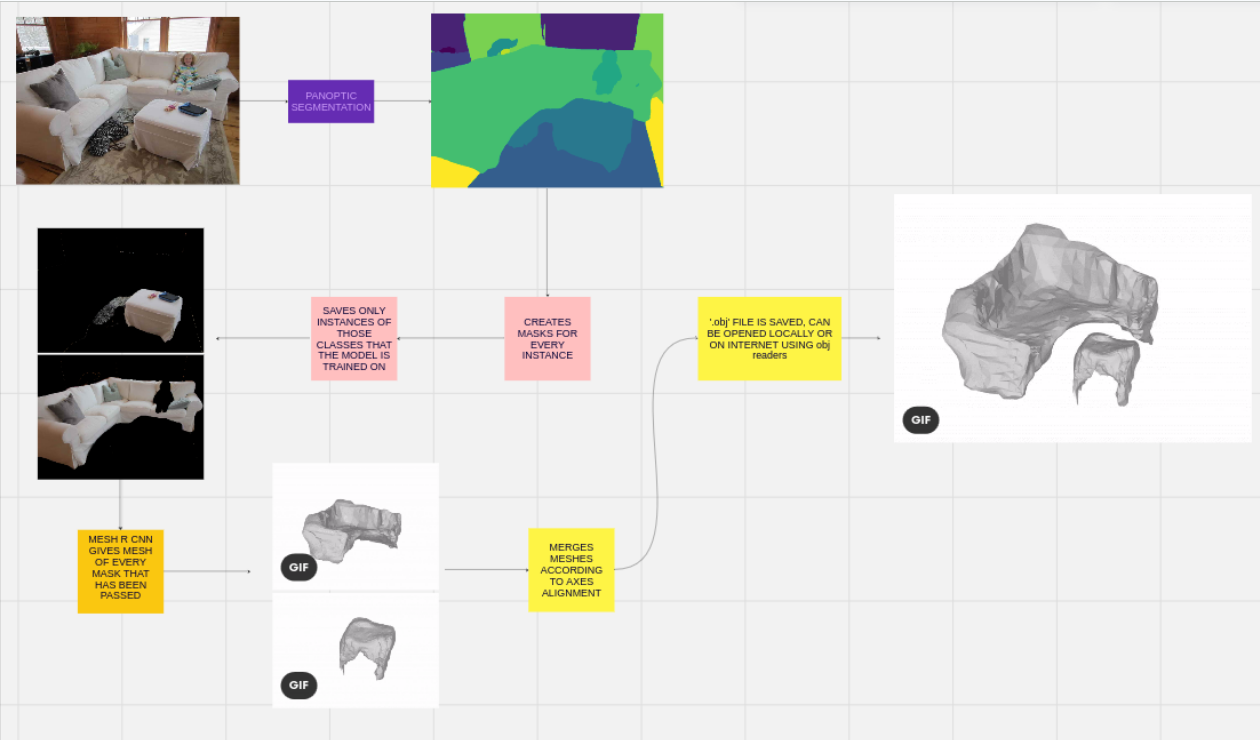 PANOPTIC
SEGMENTATION
CREATES
MASKS FOR
EVERY
INSTANCE
SAVES ONLY
INSTANCES OF
THOSE
CLASSES THAT
THE MODEL IS
TRAINED ON
MESH R CNN
GIVES MESH
OF EVERY
MASK THAT
HAS BEEN
PASSED
GIF
GIF
MERGES
MESHES
ACCORDING
TO AXES
ALIGNMENT
'.obj' FILE IS SAVED, CAN
BE OPENED LOCALLY OR
ON INTERNET USING obj
readers
GIF